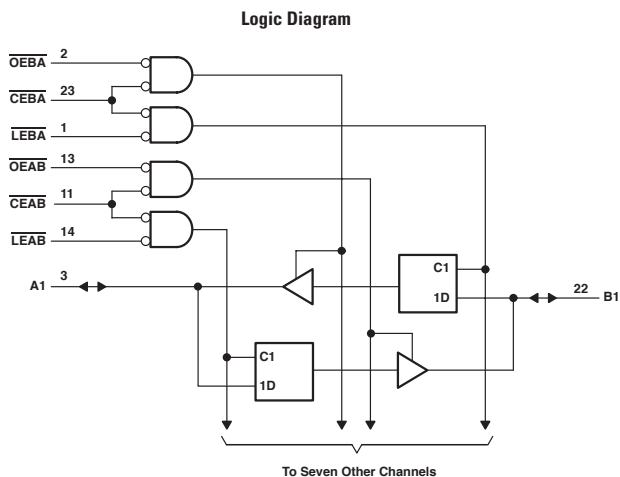 Logic Diagram
OEBA 2
CEBA 23
LEBA 1
OEAB 13
CEAB 11
LEAB 14
A1 3
C1
1D
22 B1
C1
1D
To Seven Other Channels